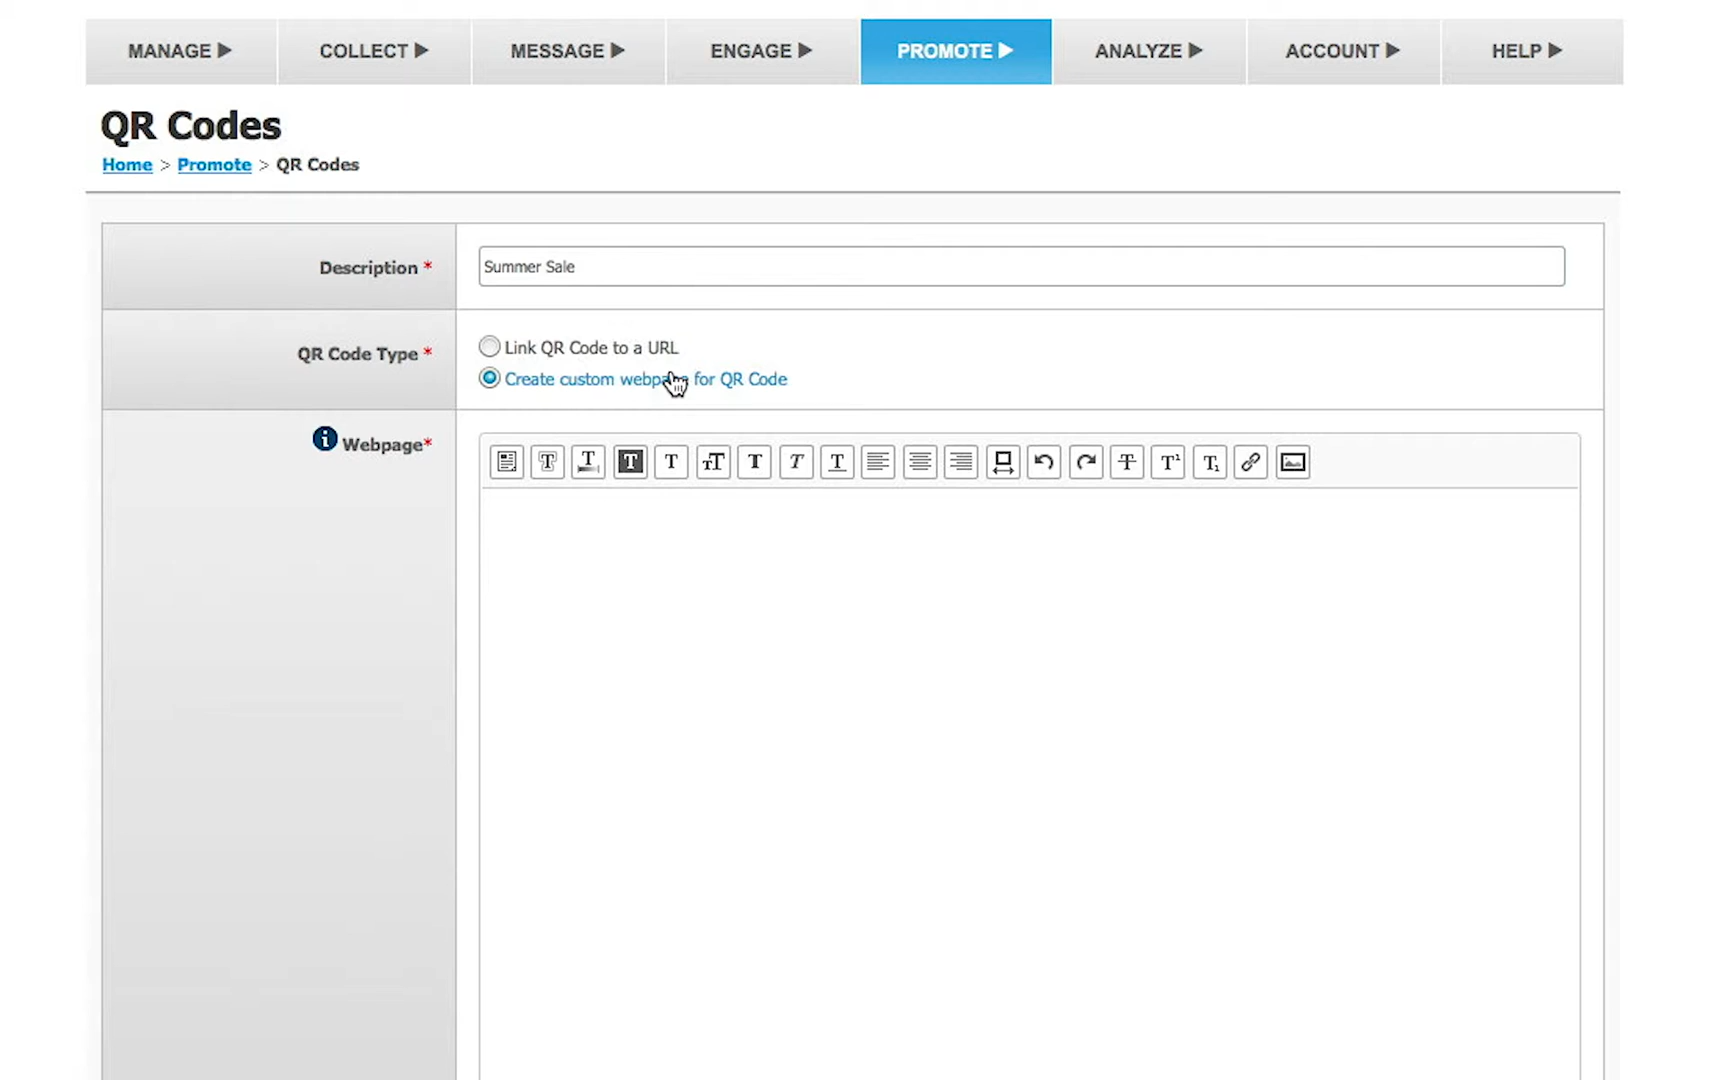 MANAGE COLLECT MESSAGE ENGAGE PROMOTE ANALYZE ACCOUNT HELP
QR Codes
Home > Promote > QR Codes
Description * Summer Sale
QR Code Type *
Link QR Code to a URL
Create custom webpage for QR Code
Webpage*